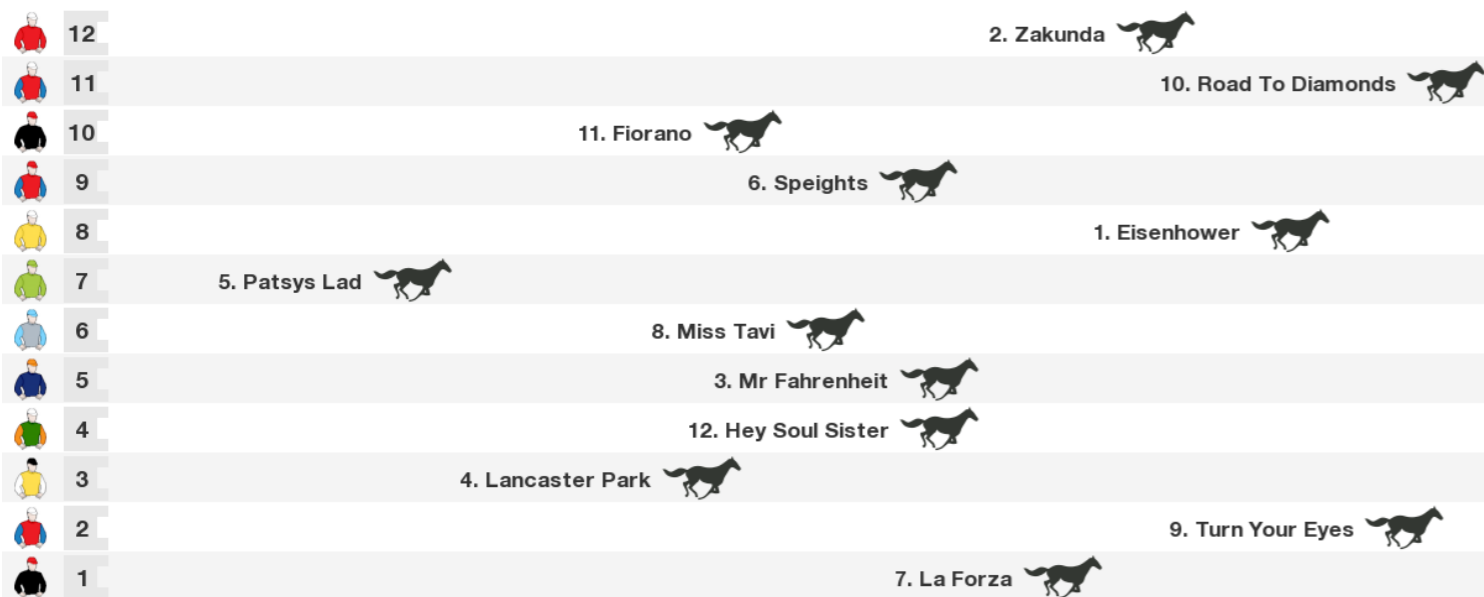 12 2. Zakunda
11 10. Road To Diamonds
10 11. Fiorano
9 6. Speights
8 1. Eisenhower
7 5. Patsys Lad
6 8. Miss Tavi
5 3. Mr Fahrenheit
4 12. Hey Soul Sister
3 4. Lancaster Park
2 9. Turn Your Eyes
1 7. La Forza